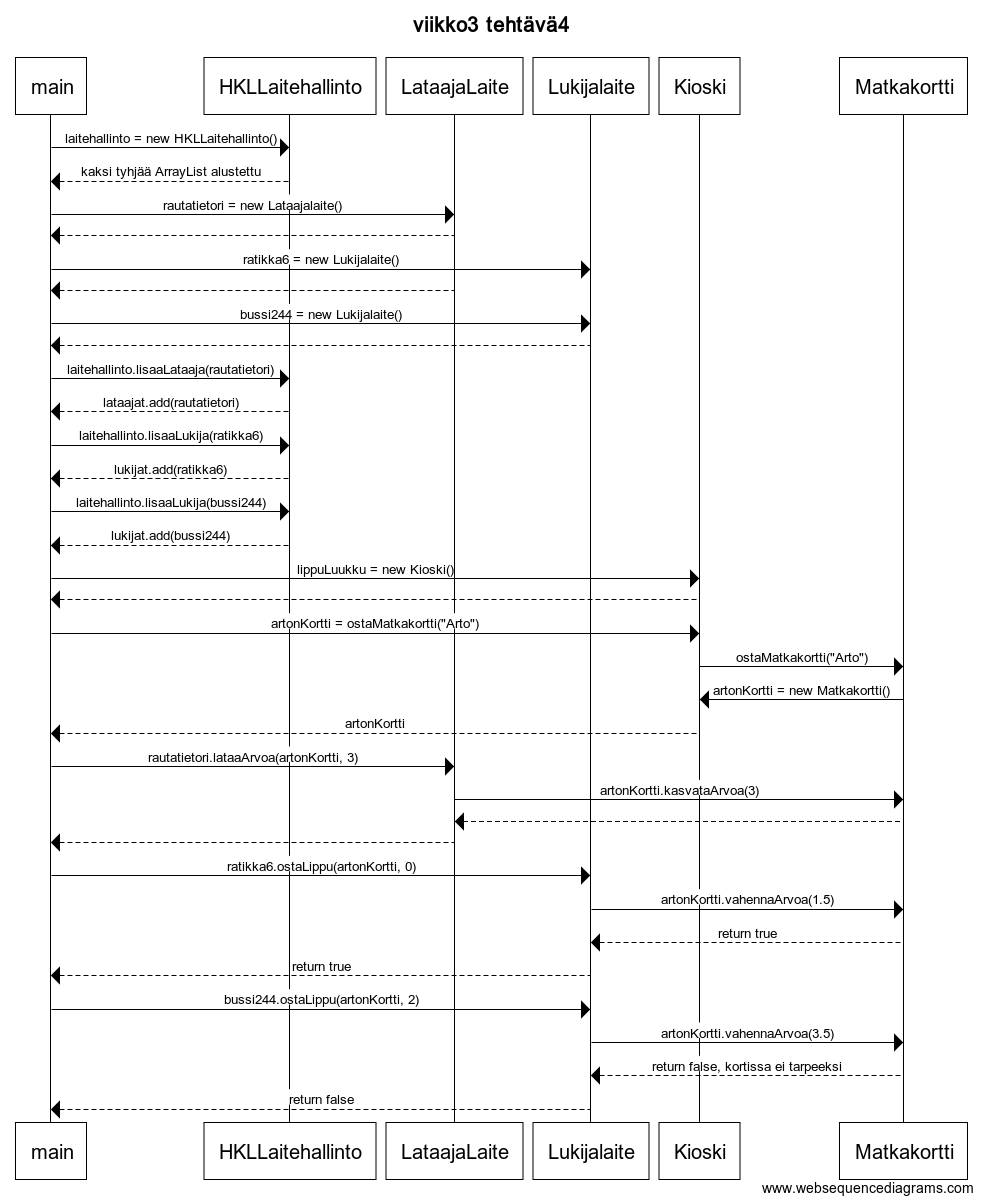 viikko3 tehtävä4
main HKLLaitehallinto LataajaLaite Lukijalaite Kioski Matkakortti
laitehallinto = new HKLLaitehallinto()
kaksi tyhjää ArrayList alustettu
rautatietori = new Lataajalaite()
ratikka6 = new Lukijalaite()
bussi244 = new Lukijalaite()
laitehallinto.lisaaLataaja(rautatietori)
lataajat.add(rautatietori)
laitehallinto.lisaaLukija(ratikka6)
lukijat.add(ratikka6)
laitehallinto.lisaaLukija(bussi244)
lukijat.add(bussi244)
lippuLuukku = new Kioski()
artonKortti = ostaMatkakortti("Arto")
ostaMatkakortti("Arto")
artonKortti = new Matkakortti()
artonKortti
rautatietori.lataaArvoa(artonKortti, 3)
artonKortti.kasvataArvoa(3)
ratikka6.ostaLippu(artonKortti, 0)
artonKortti.vahennaArvoa(1.5)
return true
return true
bussi244.ostaLippu(artonKortti, 2)
artonKortti.vahennaArvoa(3.5)
return false, kortissa ei tarpeeksi
return false
main HKLLaitehallinto LataajaLaite Lukijalaite Kioski Matkakortti
www.websequencediagrams.com